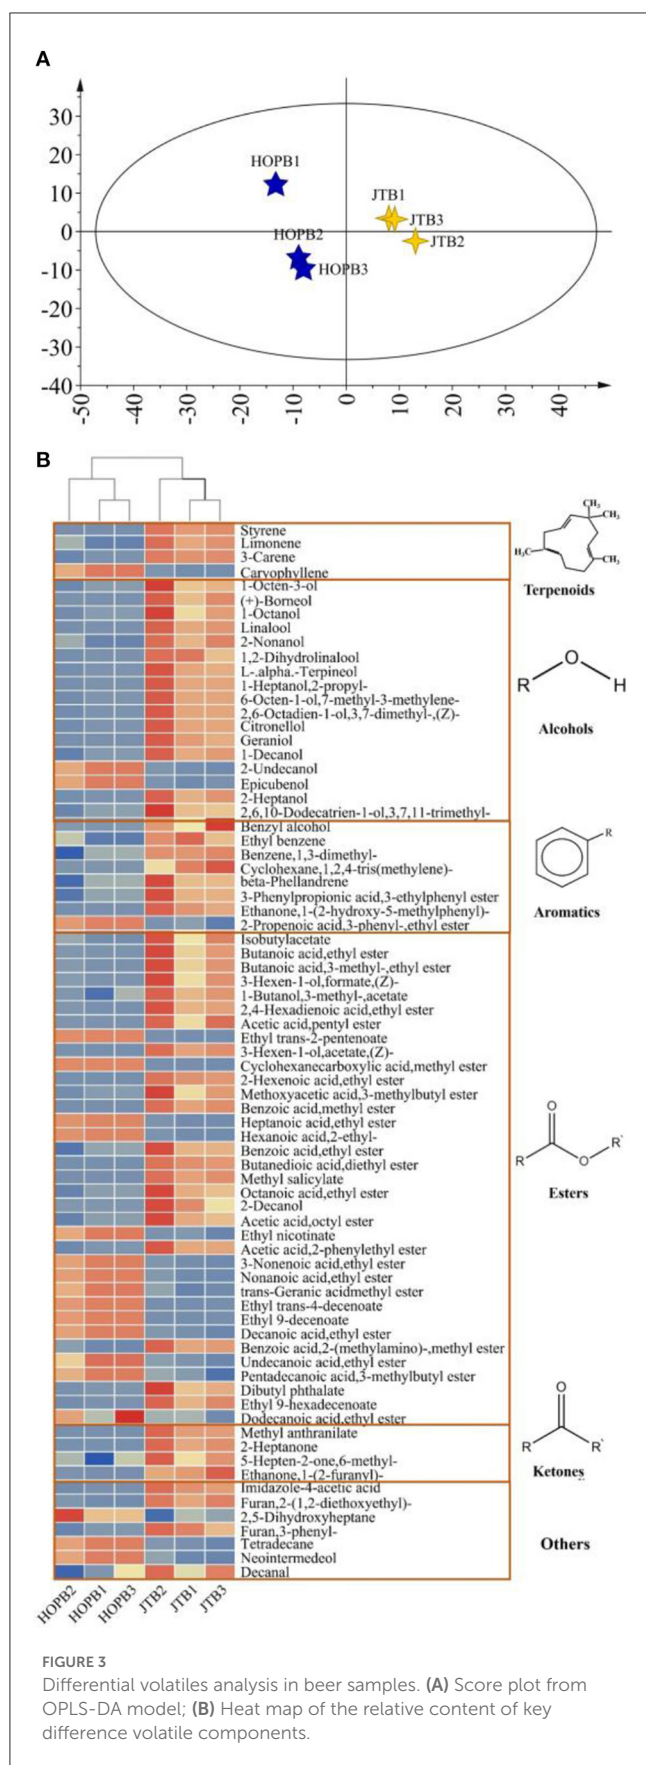 A
30
20
10
0
-10
-20
-30
-40
HOPB1
HOPB2
HOPB3
JTB1
JTB3
JTB2
-50
-40
-30
-20
-10
0
10
20
30
40
B
Styrene
Limonene
3-Carene
Caryophyllene
1-Octen-3-ol
(+)-Borneol
1-Octanol
Linalool
2-Nonanol
1,2-Dihydrolinalool
L-.alpha.-Terpineol
1-Heptanol,2-propyl-
6-Octen-1-ol,7-methyl-3-methylene-
2,6-Octadien-1-ol,3,7-dimethyl-,(Z)-
Citronellol
Geraniol
1-Decanol
2-Undecanol
Epicubenol
2-Heptanol
2,6,10-Dodecatrien-1-ol,3,7,11-trimethyl-
Benzyl alcohol
Ethyl benzene
Benzene,1,3-dimethyl-
Cyclohexane,1,2,4-tris(methylene)-
beta-Phellandrene
3-Phenylpropionic acid,3-ethylphenyl ester
Ethanone,1-(2-hydroxy-5-methylphenyl)-
2-Propenoic acid,3-phenyl-,ethyl ester
Isobutylacetate
Butanoic acid,ethyl ester
Butanoic acid,3-methyl-,ethyl ester
3-Hexen-1-ol,formate,(Z)-
1-Butanol,3-methyl-,acetate
2,4-Hexadienoic acid,ethyl ester
Acetic acid,pentyl ester
Ethyl trans-2-pentenoate
3-Hexen-1-ol,acetate,(Z)-
Cyclohexanecarboxylic acid,methyl ester
2-Hexenoic acid,ethyl ester
Methoxyacetic acid,3-methylbutyl ester
Benzoic acid,methyl ester
Heptanoic acid,ethyl ester
Hexanoic acid,2-ethyl-
Benzoic acid,ethyl ester
Butanedioic acid,diethyl ester
Methyl salicylate
Octanoic acid,ethyl ester
2-Decanol
Acetic acid,octyl ester
Ethyl nicotinate
Acetic acid,2-phenylethyl ester
3-Nonenoic acid,ethyl ester
Nonanoic acid,ethyl ester
trans-Geranic acidmethyl ester
Ethyl trans-4-decenoate
Ethyl 9-decenoate
Decanoic acid,ethyl ester
Benzoic acid,2-(methylamino)-,methyl ester
Undecanoic acid,ethyl ester
Pentadecanoic acid,3-methylbutyl ester
Dibutyl phthalate
Ethyl 9-hexadecenoate
Dodecanoic acid,ethyl ester
Methyl anthranilate
2-Heptanone
5-Hepten-2-one,6-methyl-
Ethanone,1-(2-furanyl)-
Imidazole-4-acetic acid
Furan,2-(1,2-diethoxyethyl)-
2,5-Dihydroxyheptane
Furan,3-phenyl-
Tetradecane
Neointermedeol
Decanal
HOPB2
HOPB1
HOPB3
JTB2
JTB1
JTB3
CH3
CH3
H3C
CH3
Terpenoids
R
O
H
Alcohols
R
Aromatics
O
R
O
R`
Esters
O
R
R`
Ketones
Others
FIGURE 3
Differential volatiles analysis in beer samples. (A) Score plot from
OPLS-DA model; (B) Heat map of the relative content of key
difference volatile components.